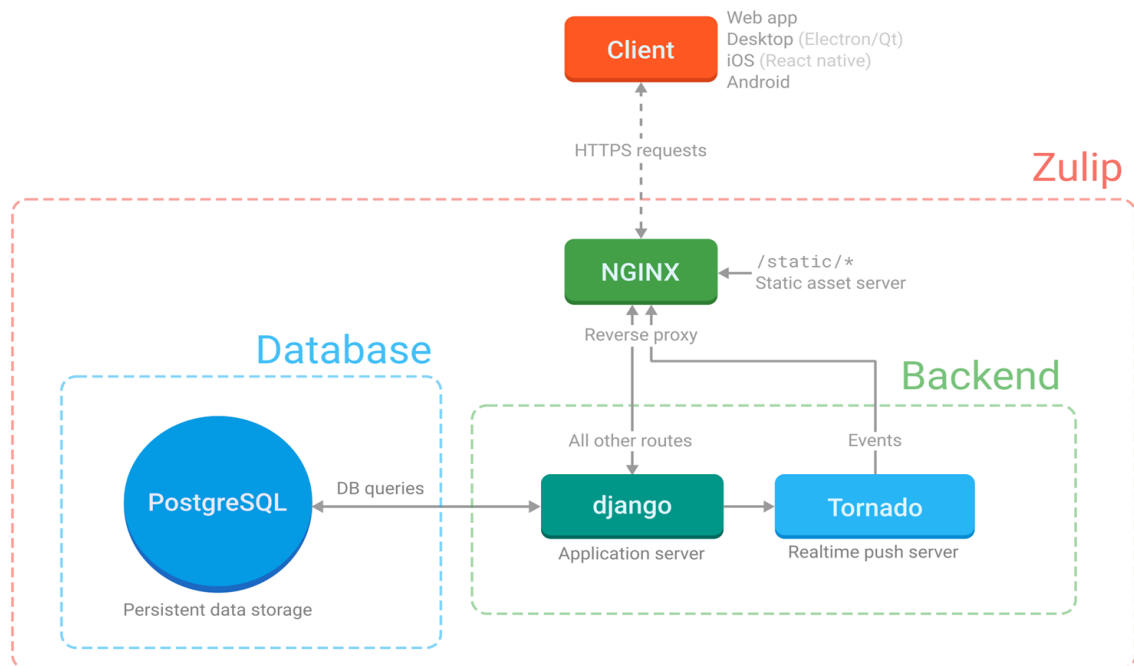 Client
Web app
Desktop (Electron/Qt)
iOS (React native)
Android
HTTPS requests
Zulip
NGINX
/static/*
Static asset server
Reverse proxy
Database
Backend
All other routes
Events
PostgreSQL
DB queries
django
Tornado
Application server
Realtime push server
Persistent data storage